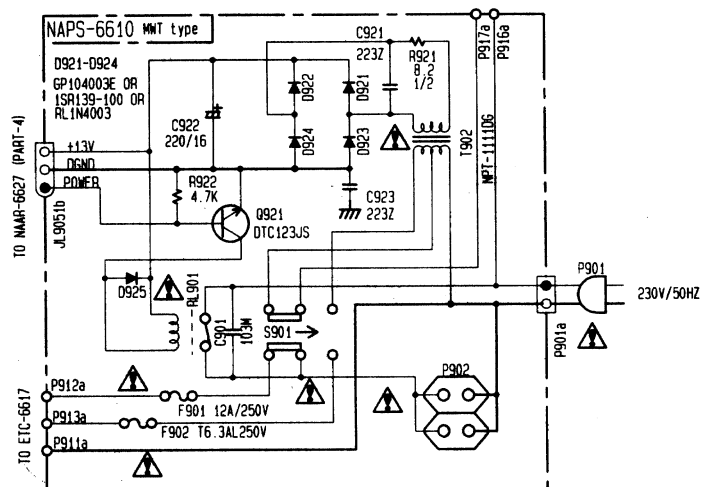 NAPS-6610 MWT type
D921-D924
GP104003E OR
1SR139-100 OR
RL1N4003
C921
223Z
R921
8.2
1/2
P917a
P916a
D922
D921
D924
D923
C922
220/16
T902
NPT-1111DG
TO NAAR-6627 (PART-4)
+13V
DGND
POWER
JL9051b
R922
4.7K
C923
223Z
Q921
DTC123JS
D925
RL901
C901
103M
S901
P901
230V/50HZ
P901a
P902
TO ETC-6617
P912a
F901 12A/250V
P913a
F902 T6.3AL250V
P911a